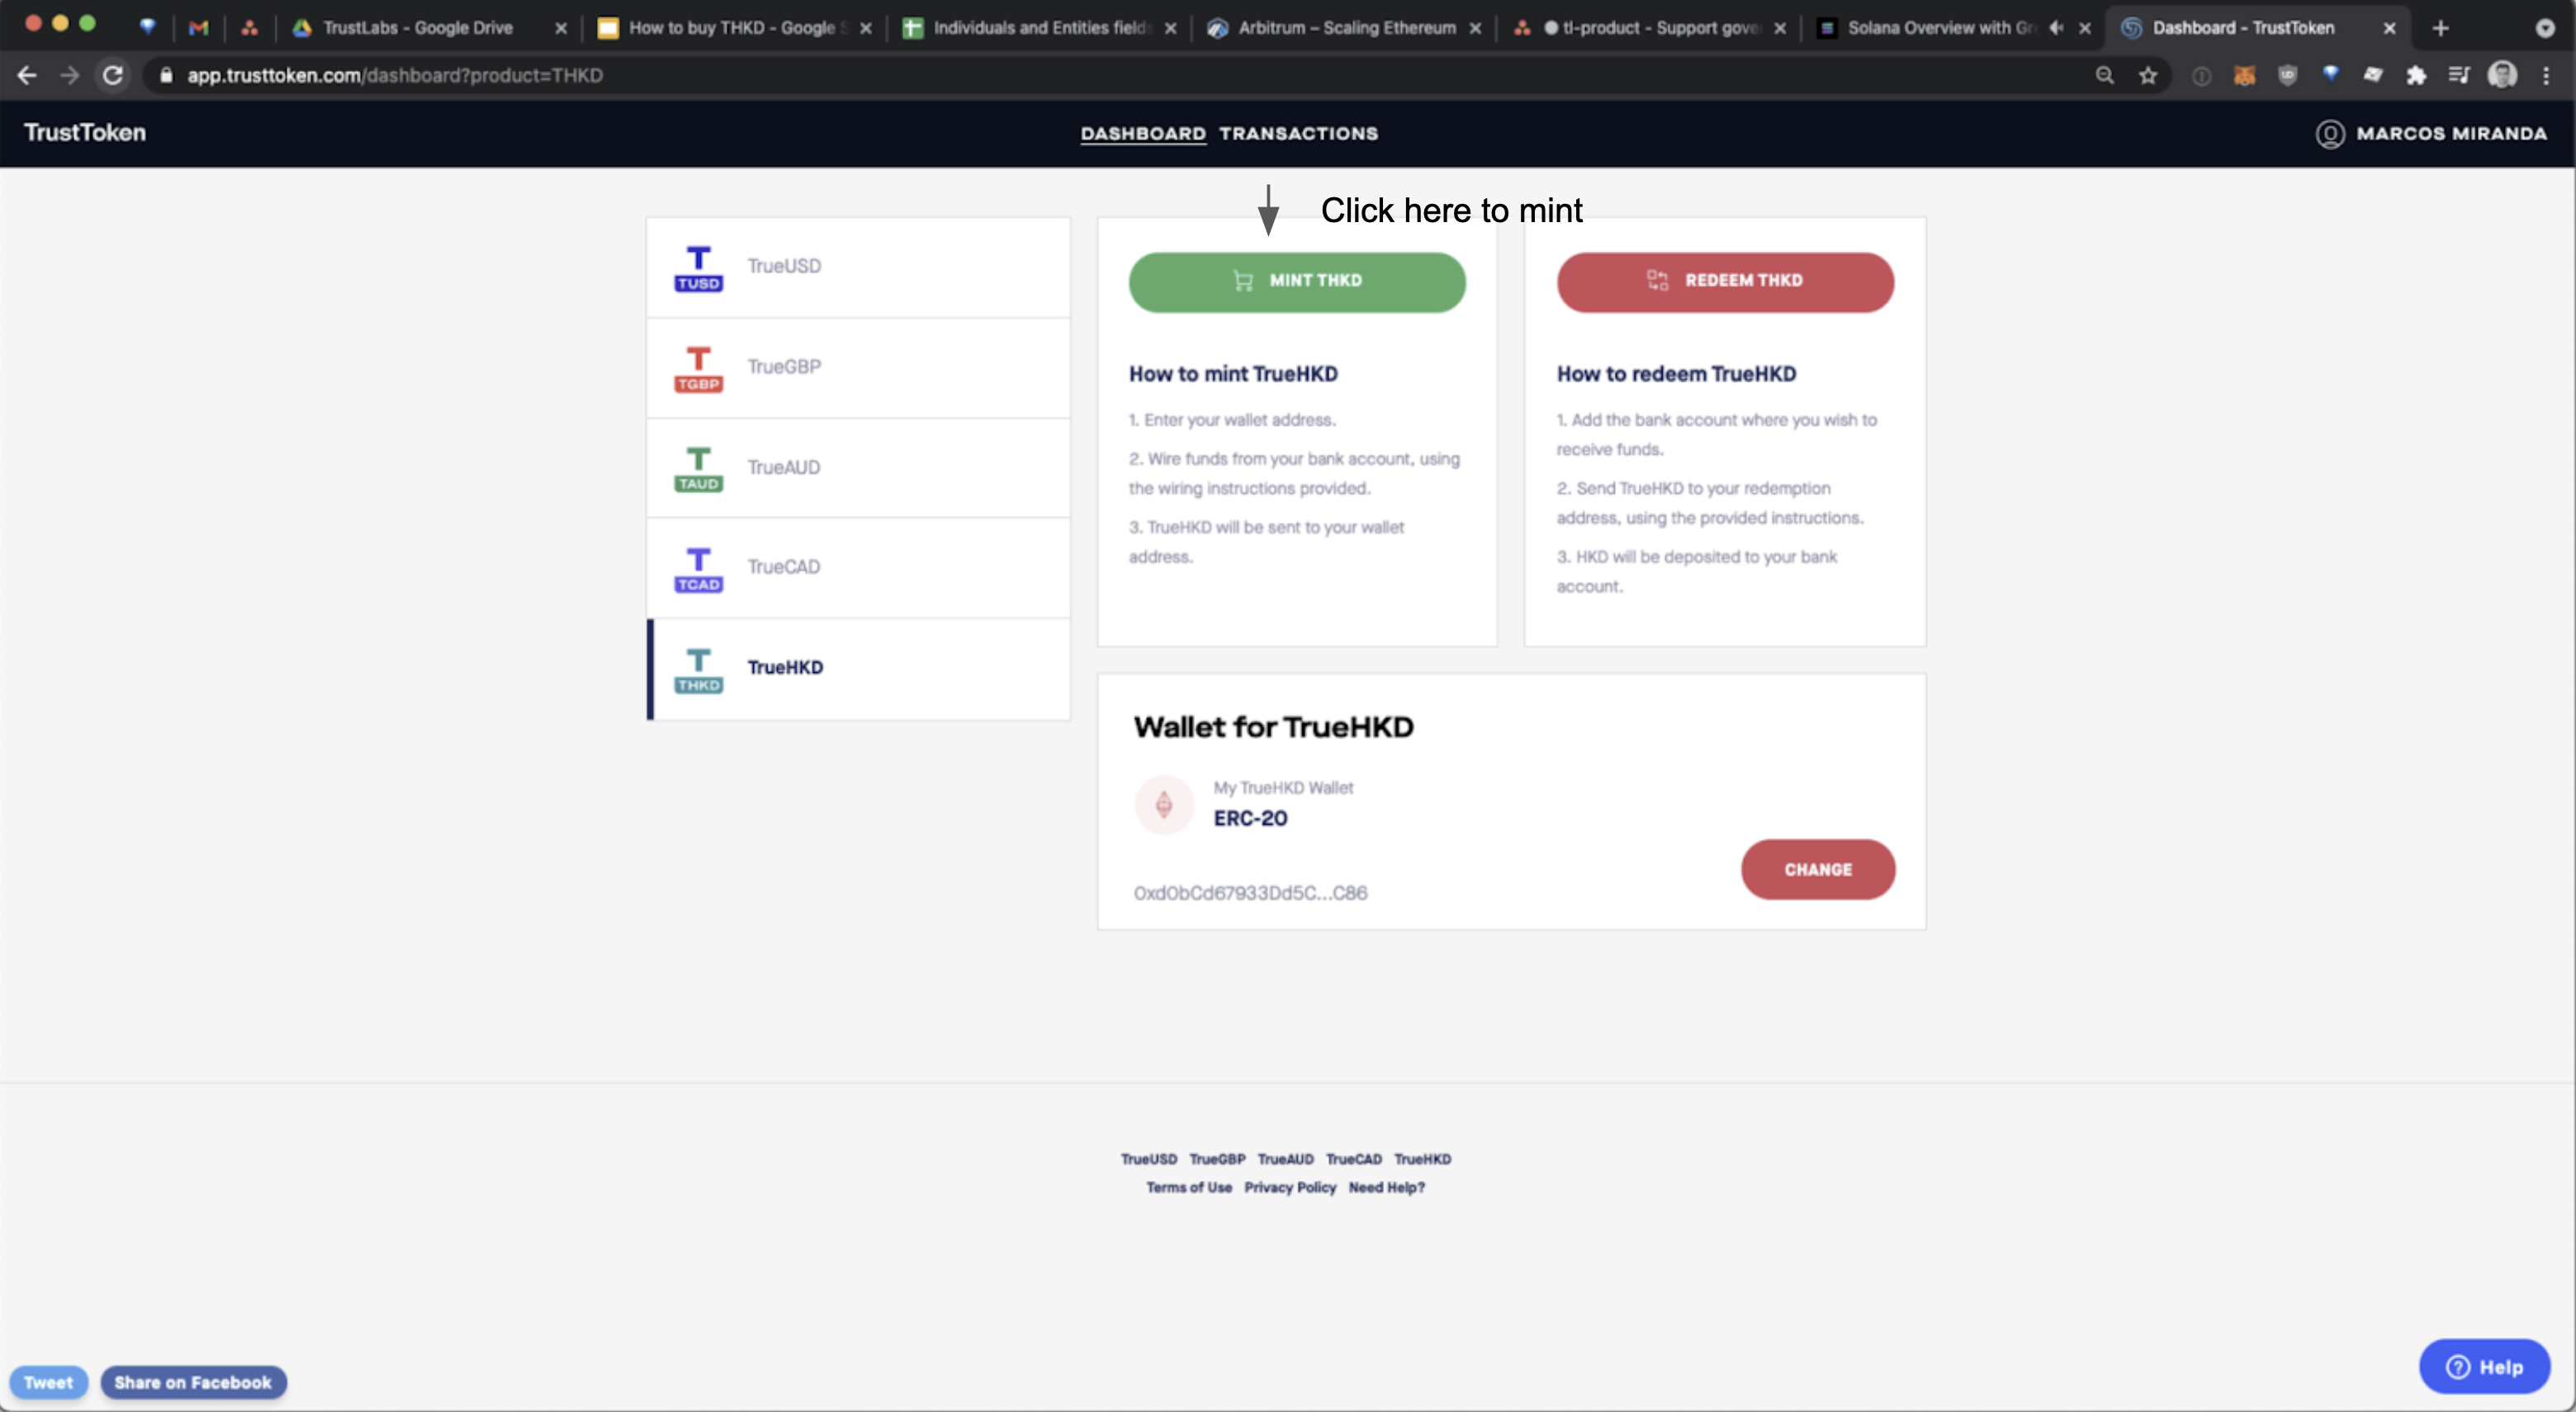 TrustLabs - Google Drive
How to buy THKD - Google S
Individuals and Entities fields
Arbitrum – Scaling Ethereum
tl-product - Support gove
Solana Overview with Gr
Dashboard - TrustToken
app.trusttoken.com/dashboard?product=THKD
TrustToken
DASHBOARD TRANSACTIONS
MARCOS MIRANDA
Click here to mint
T
TUSD
TrueUSD
T
TGBP
TrueGBP
T
TAUD
TrueAUD
T
TCAD
TrueCAD
T
THKD
TrueHKD
MINT THKD
How to mint TrueHKD
1. Enter your wallet address.
2. Wire funds from your bank account, using
the wiring instructions provided.
3. TrueHKD will be sent to your wallet
address.
REDEEM THKD
How to redeem TrueHKD
1. Add the bank account where you wish to
receive funds.
2. Send TrueHKD to your redemption
address, using the provided instructions.
3. HKD will be deposited to your bank
account.
Wallet for TrueHKD
My TrueHKD Wallet
ERC-20
0xd0bCd67933Dd5C...C86
CHANGE
TrueUSD TrueGBP TrueAUD TrueCAD TrueHKD
Terms of Use Privacy Policy Need Help?
Tweet
Share on Facebook
Help